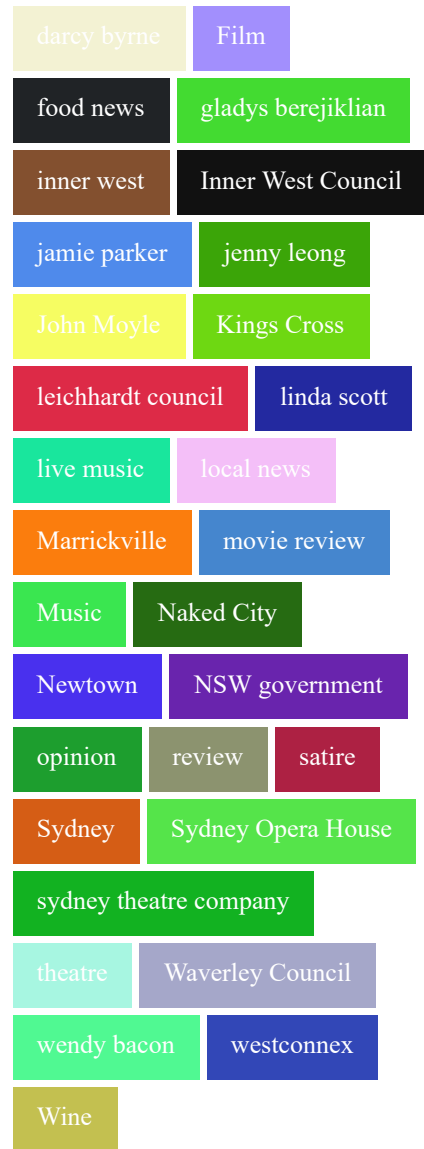 darcy byrne Film
food news gladys berejiklian
inner west Inner West Council
jamie parker jenny leong
John Moyle Kings Cross
leichhardt council linda scott
live music local news
Marrickville movie review
Music Naked City
Newtown NSW government
opinion review satire
Sydney Sydney Opera House
sydney theatre company
theatre Waverley Council
wendy bacon westconnex
Wine